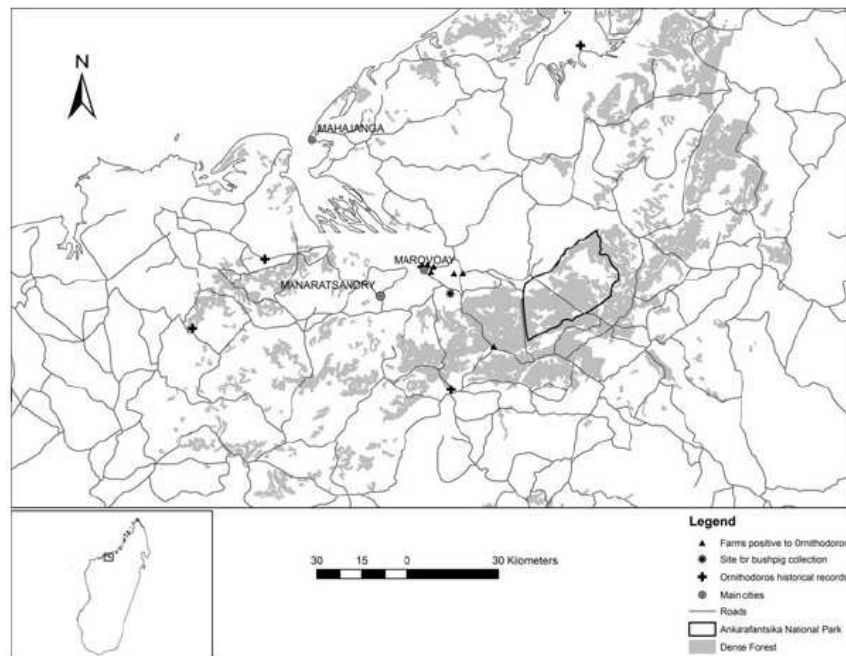 N
MAHAJANGA
MAROVOAY
MANARATSANDRY
30 15 0 30 Kilometers
Legend
Farms positive to Ornithodoros
Site for bushpig collection
Ornithodoros historical records
Main cities
Roads
Ankarafantsika National Park
Dense Forest